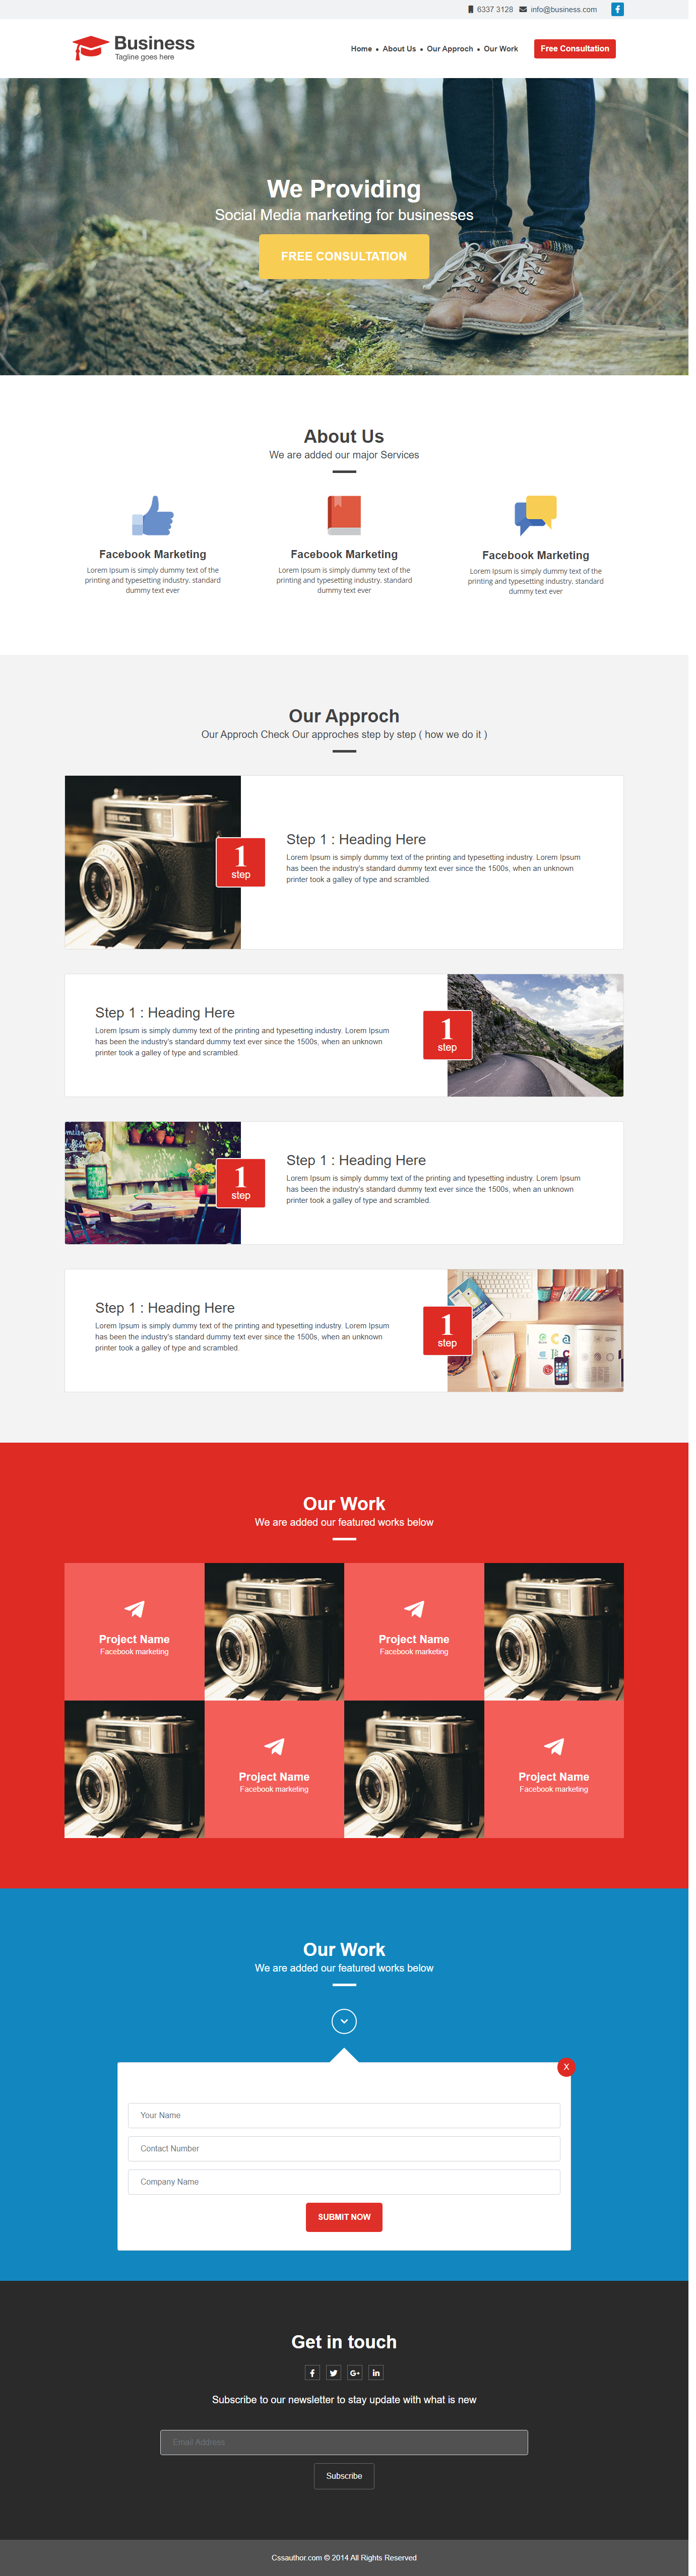 6337 3128 info@business.com
Business
Tagline goes here
Home • About Us • Our Approch • Our Work
Free Consultation
We Providing
Social Media marketing for businesses
FREE CONSULTATION
About Us
We are added our major Services
Facebook Marketing
Lorem Ipsum is simply dummy text of the
printing and typesetting industry. standard
dummy text ever
Facebook Marketing
Lorem Ipsum is simply dummy text of the
printing and typesetting industry. standard
dummy text ever
Facebook Marketing
Lorem Ipsum is simply dummy text of the
printing and typesetting industry. standard
dummy text ever
Our Approch
Our Approch Check Our approches step by step ( how we do it )
1
step
Step 1 : Heading Here
Lorem Ipsum is simply dummy text of the printing and typesetting industry. Lorem Ipsum
has been the industry's standard dummy text ever since the 1500s, when an unknown
printer took a galley of type and scrambled.
Step 1 : Heading Here
Lorem Ipsum is simply dummy text of the printing and typesetting industry. Lorem Ipsum
has been the industry's standard dummy text ever since the 1500s, when an unknown
printer took a galley of type and scrambled.
1
step
1
step
Step 1 : Heading Here
Lorem Ipsum is simply dummy text of the printing and typesetting industry. Lorem Ipsum
has been the industry's standard dummy text ever since the 1500s, when an unknown
printer took a galley of type and scrambled.
Step 1 : Heading Here
Lorem Ipsum is simply dummy text of the printing and typesetting industry. Lorem Ipsum
has been the industry's standard dummy text ever since the 1500s, when an unknown
printer took a galley of type and scrambled.
1
step
Our Work
We are added our featured works below
Project Name
Facebook marketing
Project Name
Facebook marketing
Project Name
Facebook marketing
Project Name
Facebook marketing
Our Work
We are added our featured works below
X
Your Name
Contact Number
Company Name
SUBMIT NOW
Get in touch
Subscribe to our newsletter to stay update with what is new
Email Address
Subscribe
Cssauthor.com © 2014 All Rights Reserved